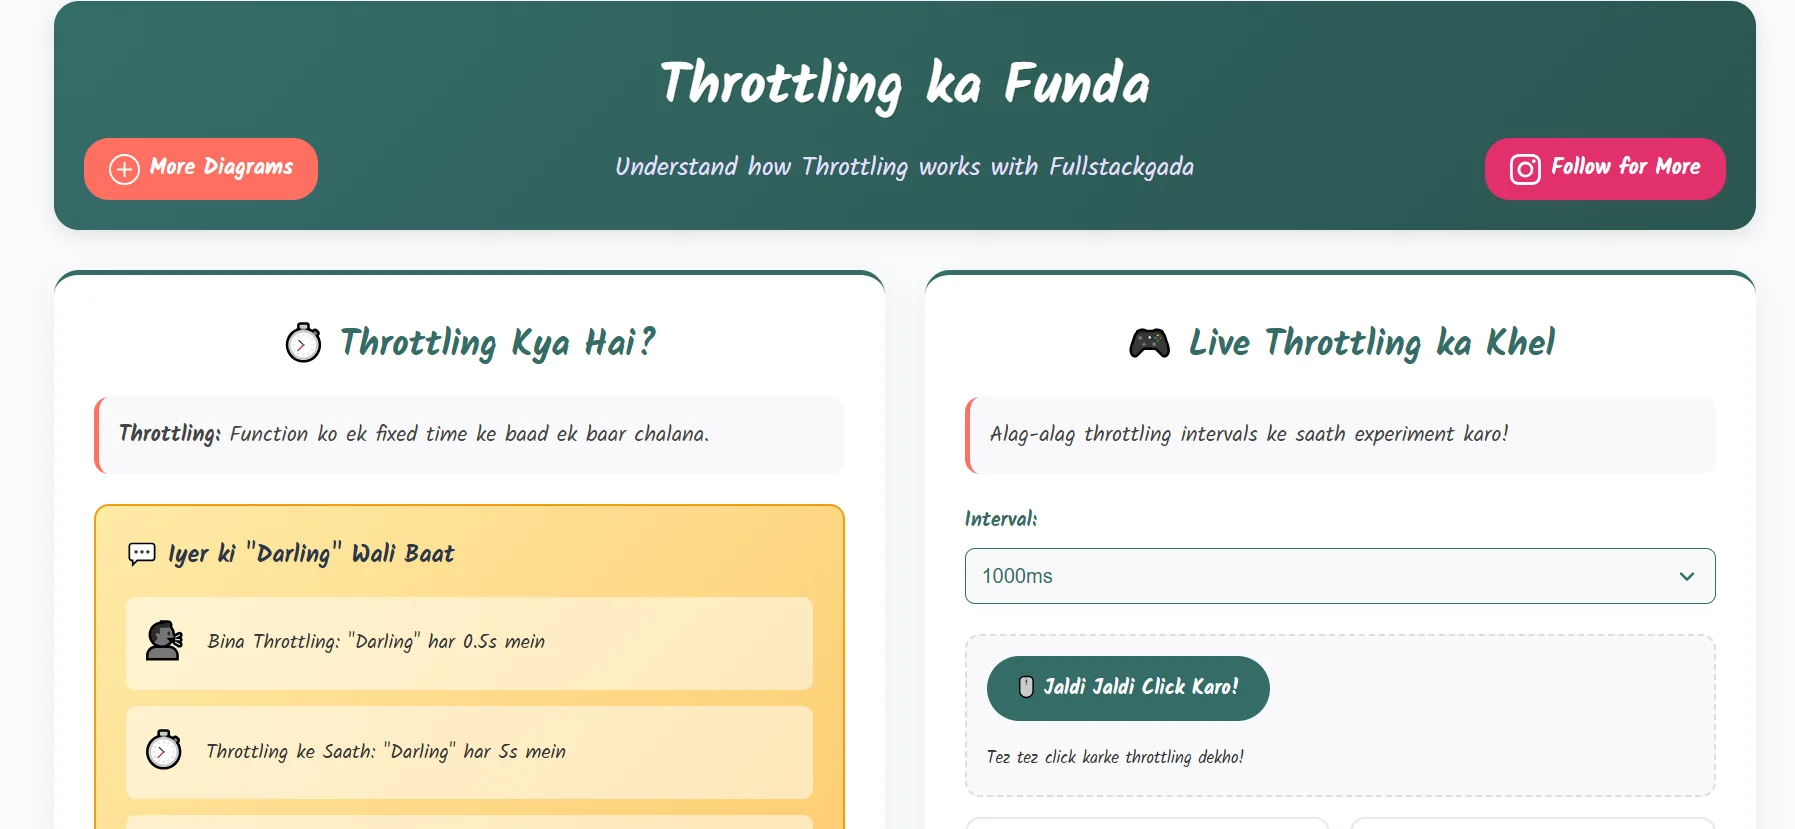 Throttling ka Funda
More Diagrams
Understand how Throttling works with Fullstackgada
Follow for More
Throttling Kya Hai?
Throttling: Function ko ek fixed time ke baad ek baar chalana.
Iyer ki "Darling" Wali Baat
Bina Throttling: "Darling" har 0.5s mein
Throttling ke Saath: "Darling" har 5s mein
Live Throttling ka Khel
Alag-alag throttling intervals ke saath experiment karo!
Interval:
1000ms
Jaldi Jaldi Click Karo!
Tez tez click karke throttling dekho!